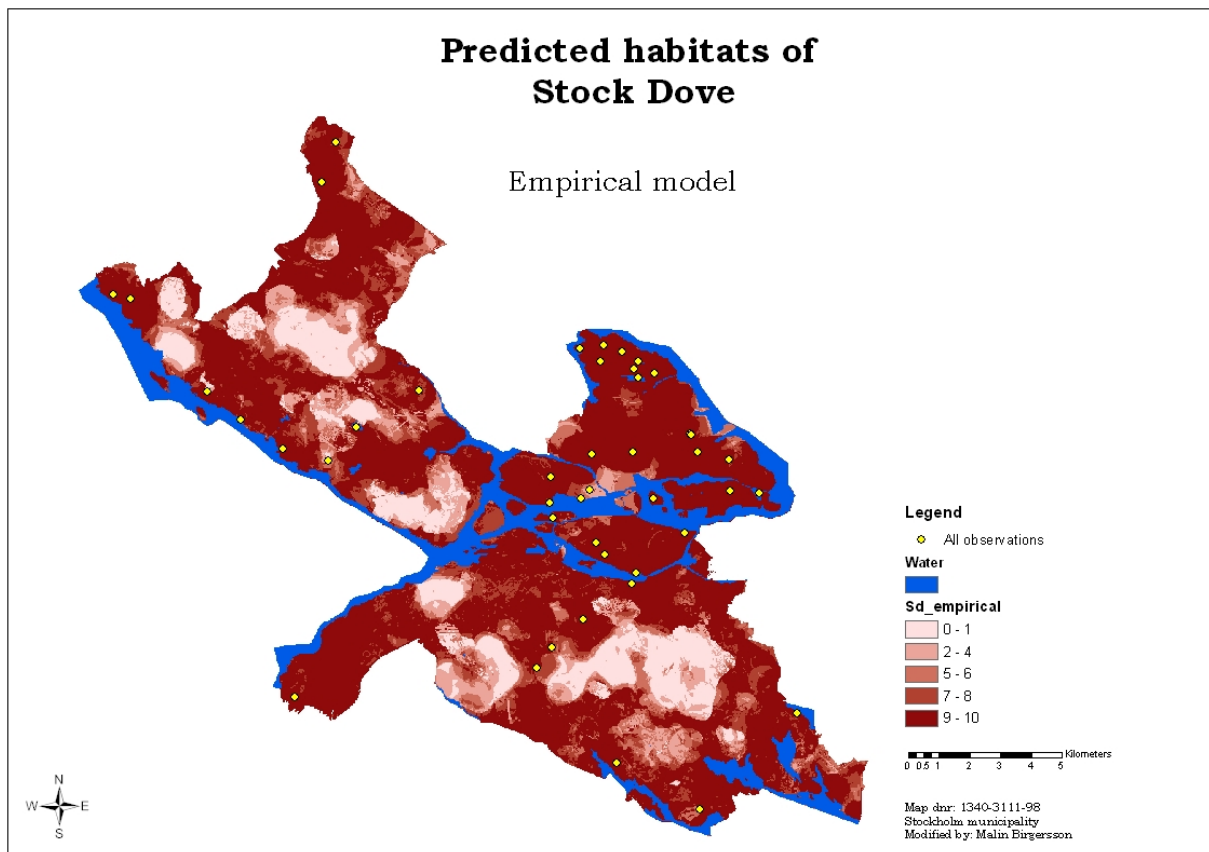 Predicted habitats of
Stock Dove
Empirical model
Legend
All observations
Water
Sd_empirical
0 - 1
2 - 4
5 - 6
7 - 8
9 - 10
Kilometers
0 0.5 1 2 3 4 5
N
W E
S
Map dnr: 1340-3111-98
Stockholm municipality
Modified by: Malin Birgersson